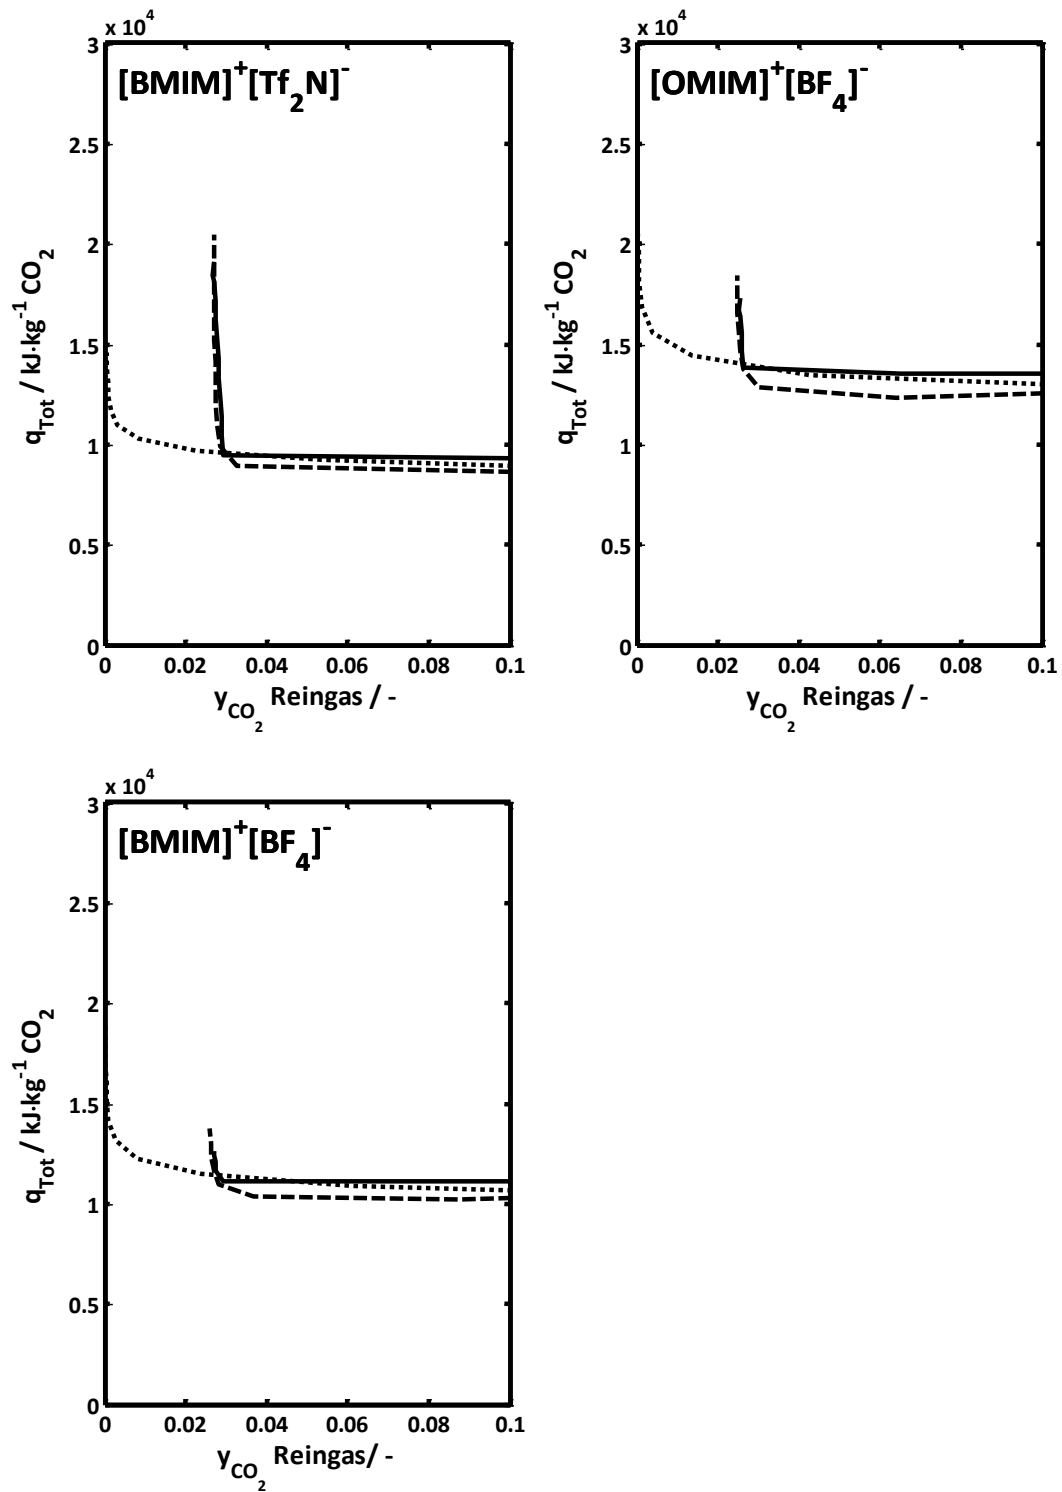 x 10^4
[BMIM]^+[Tf_2N]^-
3
2.5
2
1.5
1
0.5
0
q_Tot / kJ·kg^-1 CO_2
0 0.02 0.04 0.06 0.08 0.1
y_CO_2 Reingas / -
x 10^4
[OMIM]^+[BF_4]^-
3
2.5
2
1.5
1
0.5
0
q_Tot / kJ·kg^-1 CO_2
0 0.02 0.04 0.06 0.08 0.1
y_CO_2 Reingas / -
x 10^4
[BMIM]^+[BF_4]^-
3
2.5
2
1.5
1
0.5
0
q_Tot / kJ·kg^-1 CO_2
0 0.02 0.04 0.06 0.08 0.1
y_CO_2 Reingas/ -